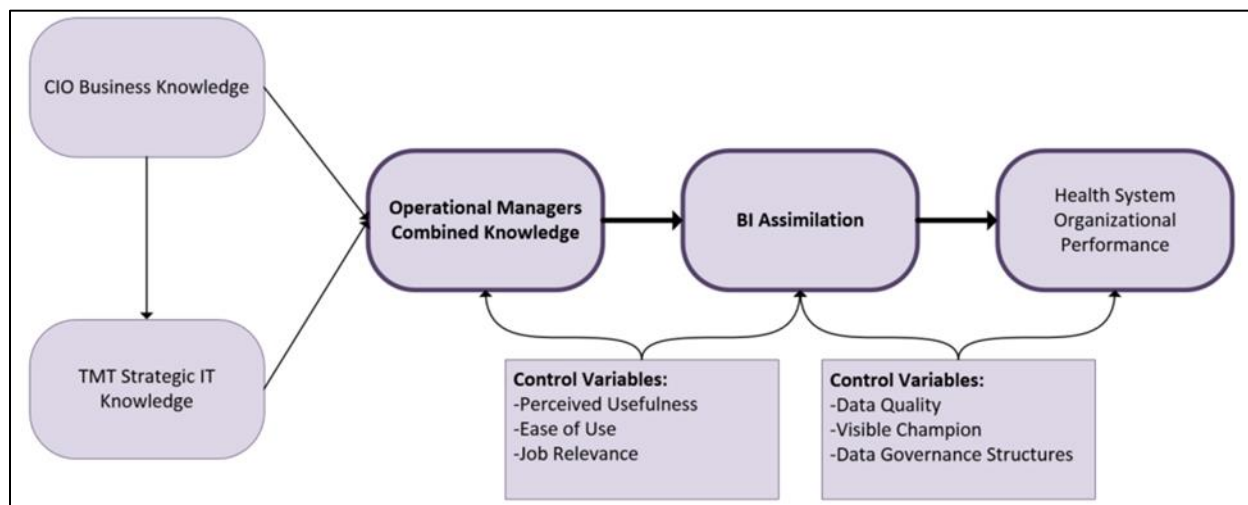 CIO Business Knowledge
TMT Strategic IT
Knowledge
Operational Managers
Combined Knowledge
BI Assimilation
Health System
Organizational
Performance
Control Variables:
-Perceived Usefulness
-Ease of Use
-Job Relevance
Control Variables:
-Data Quality
-Visible Champion
-Data Governance Structures